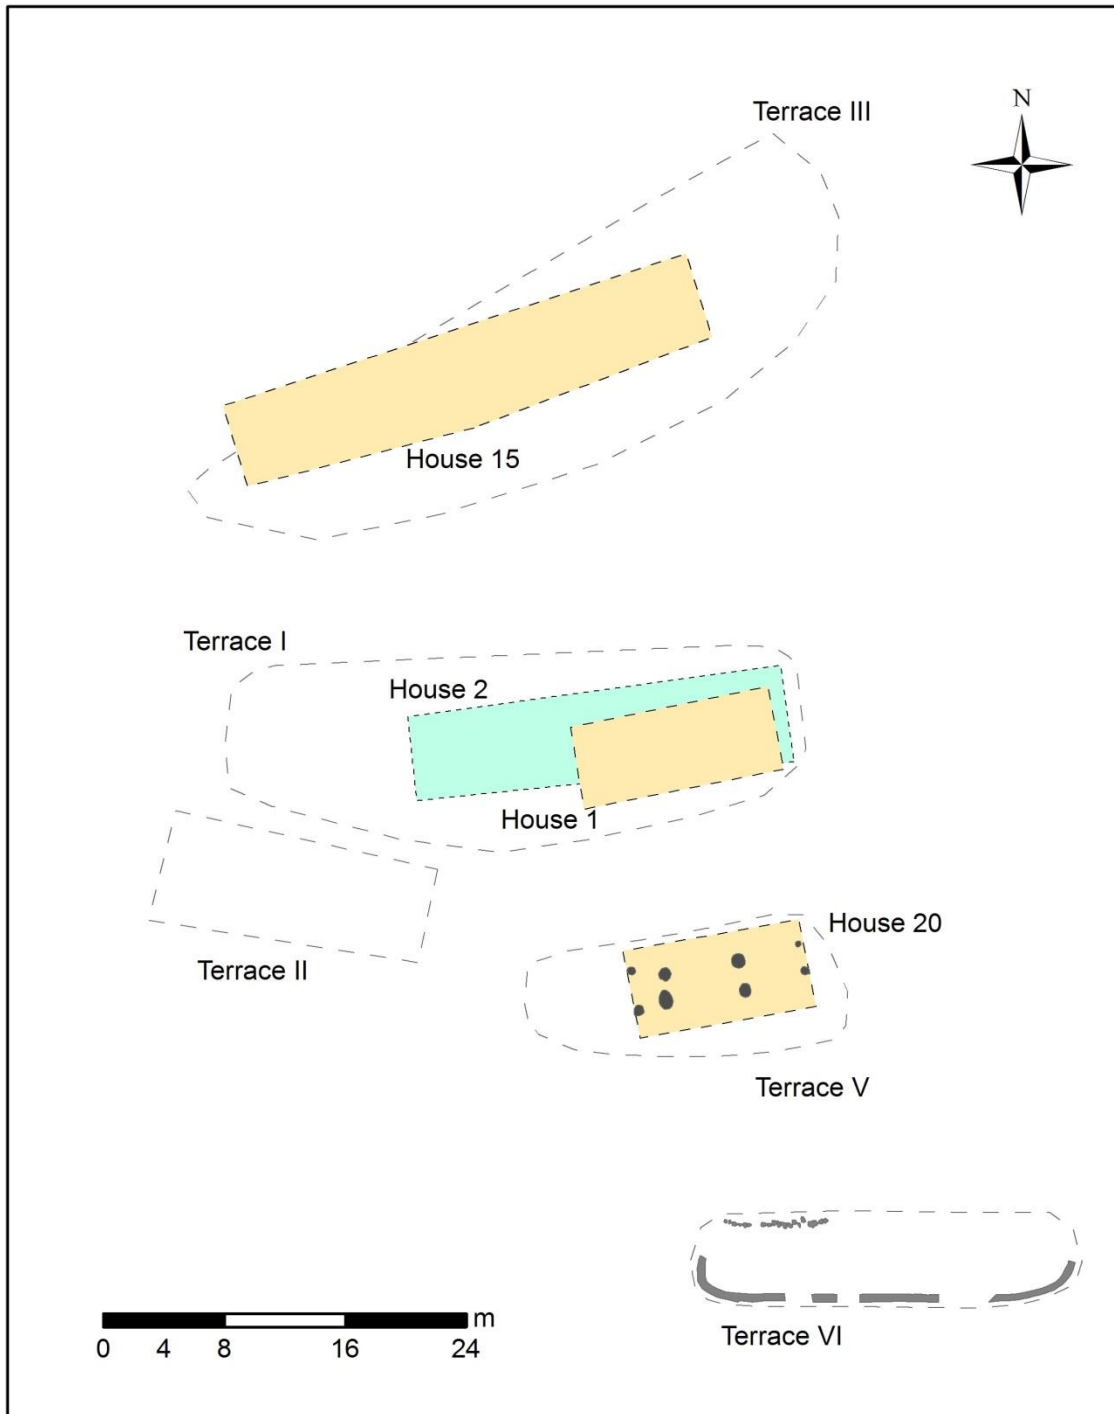 Terrace III
N
House 15
Terrace I
House 2
House 1
House 20
Terrace II
Terrace V
m
0 4 8 16 24
Terrace VI